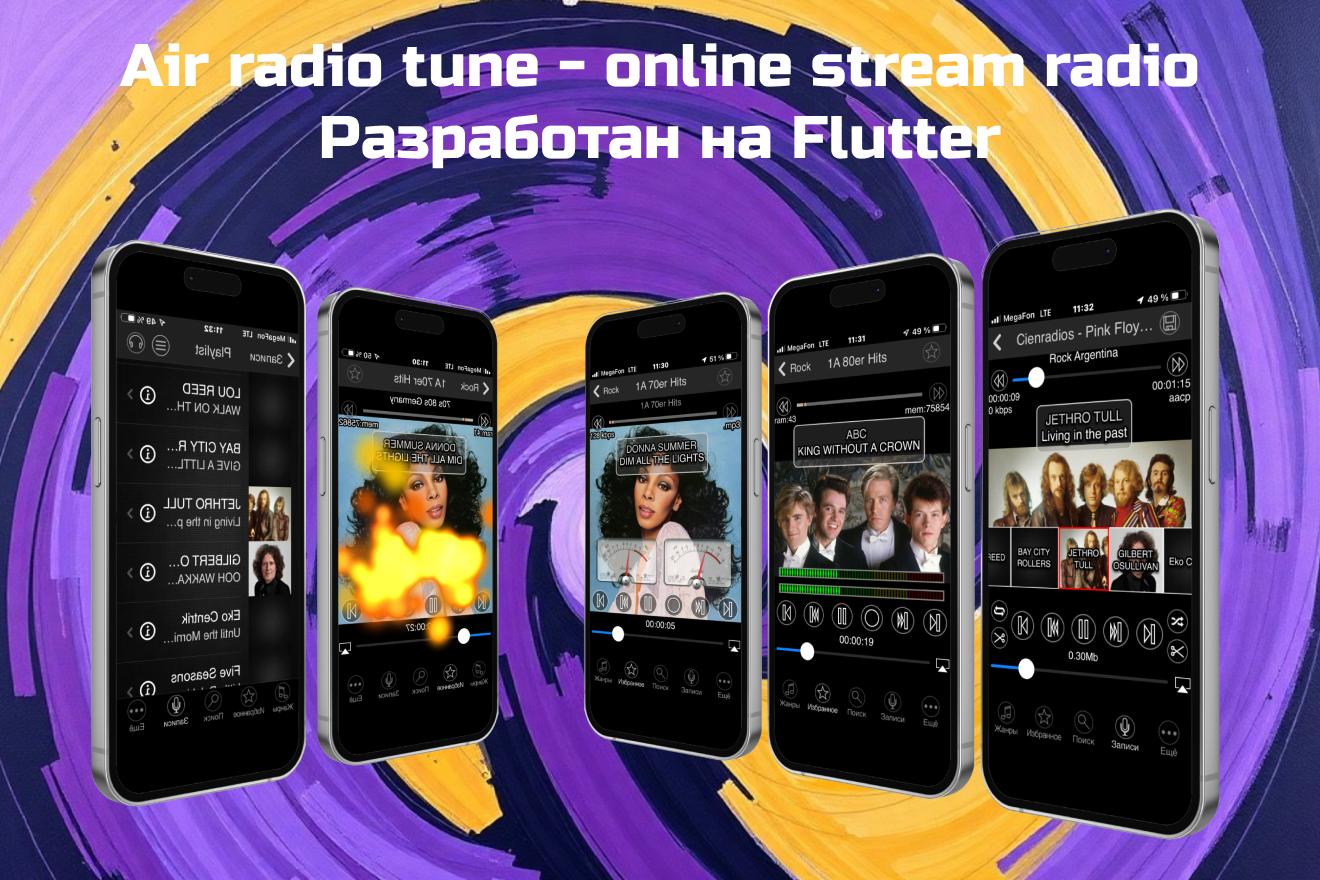 Air radio tune - online stream radio
Разработан на Flutter
MegaFon LTE 11:32 49 %
Записи Playlist
LOU REED
WALK ON TH...
BAY CITY R...
GIVE A LITTL...
JETHRO TULL
Living in the p...
GILBERT O...
OOH WAKKA...
Eko Centrik
Until the Morni...
Five Seasons
Жанры Избранное Поиск Записи Ещё
MegaFon LTE 11:30 50 %
Rock 1A 70er Hits
70s 80s Germany
ram:41 mem:75862
DONNA SUMMER
DIM ALL THE LIGHTS
00:00:27
Жанры Избранное Поиск Записи Ещё
MegaFon LTE 11:30 51 %
Rock 1A 70er Hits
1A 70er Hits
128 kbps mp3
DONNA SUMMER
DIM ALL THE LIGHTS
00:00:05
Жанры Избранное Поиск Записи Ещё
MegaFon LTE 11:31 49 %
Rock 1A 80er Hits
ram:43 mem:75854
ABC
KING WITHOUT A CROWN
00:00:19
Жанры Избранное Поиск Записи Ещё
MegaFon LTE 11:32 49 %
Cienradios - Pink Floy...
Rock Argentina
00:00:09 00:01:15
0 kbps aacp
JETHRO TULL
Living in the past
REED
BAY CITY
ROLLERS
JETHRO
TULL
GILBERT
OSULLIVAN
Eko C
0.30Mb
Жанры Избранное Поиск Записи Ещё